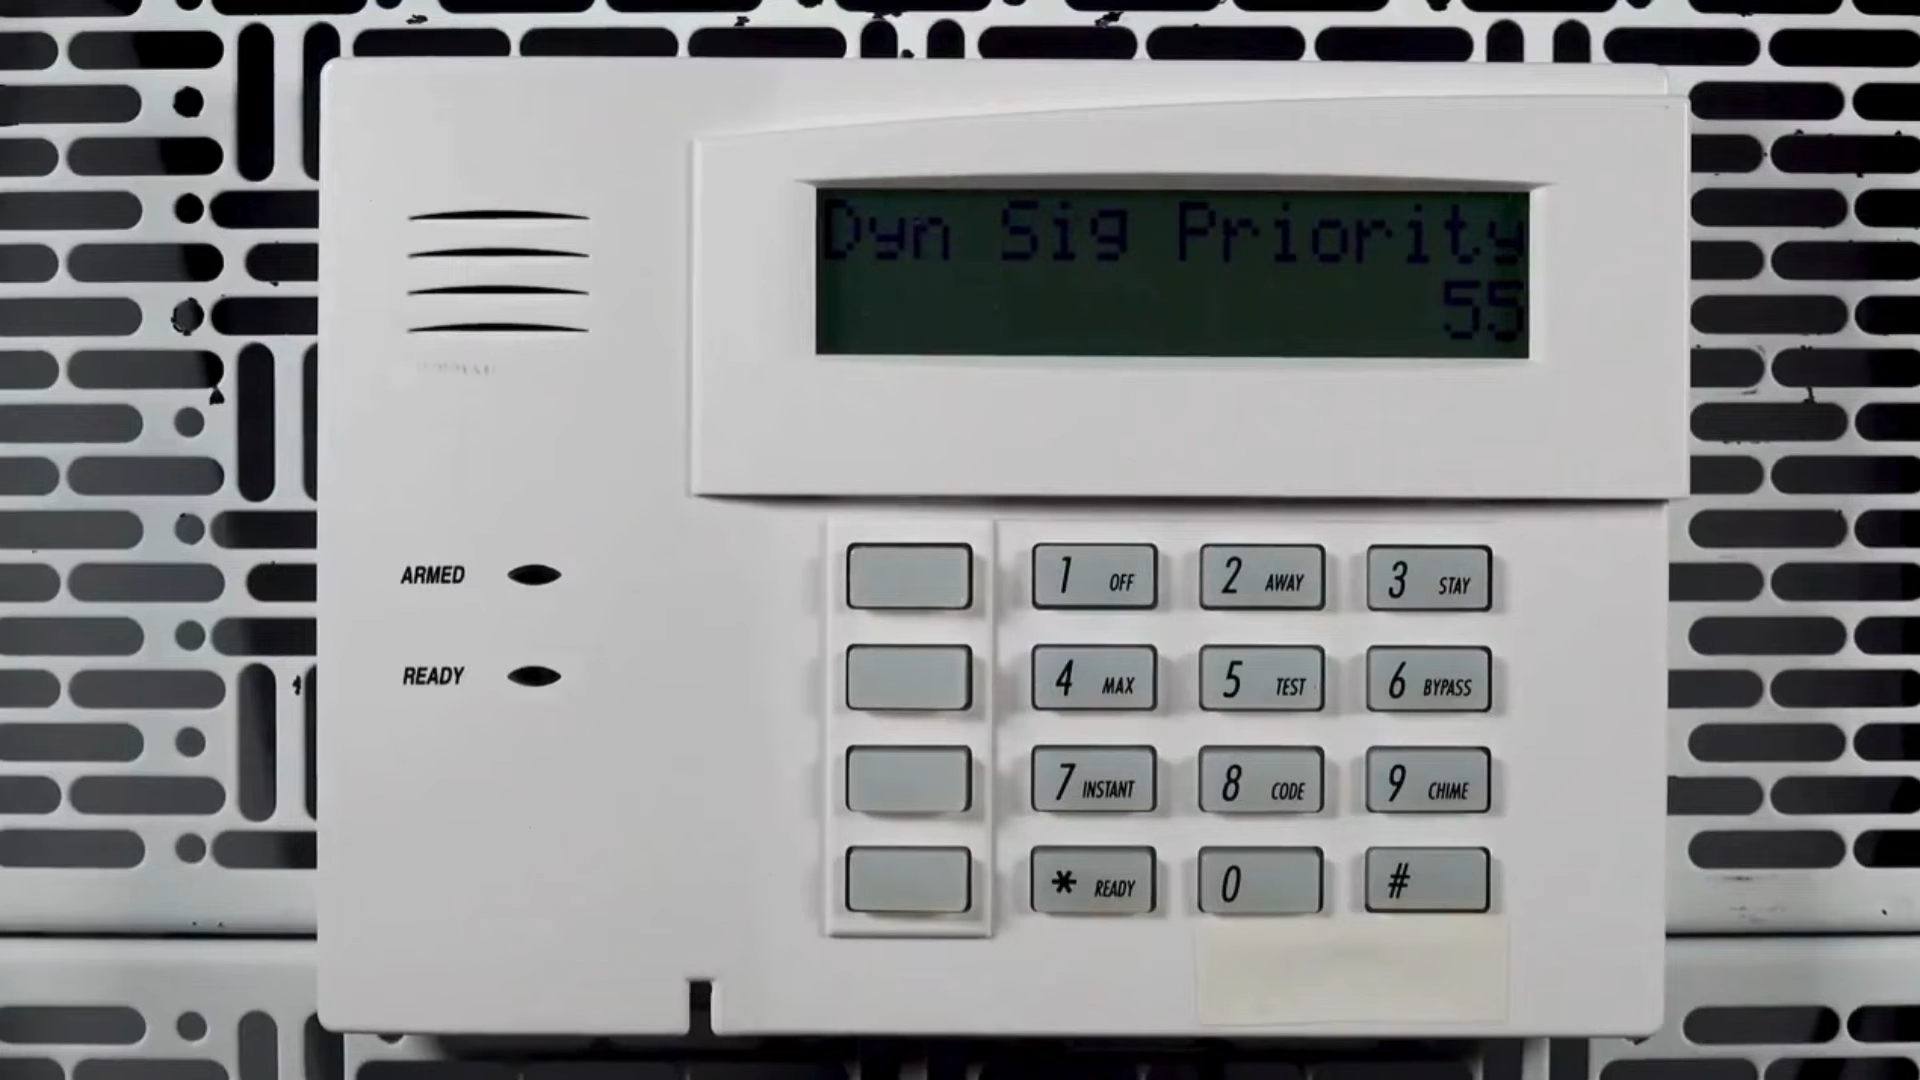 Dyn Sig Priority
55
ARMED
READY
1 OFF
2 AWAY
3 STAY
4 MAX
5 TEST
6 BYPASS
7 INSTANT
8 CODE
9 CHIME
* READY
0
#